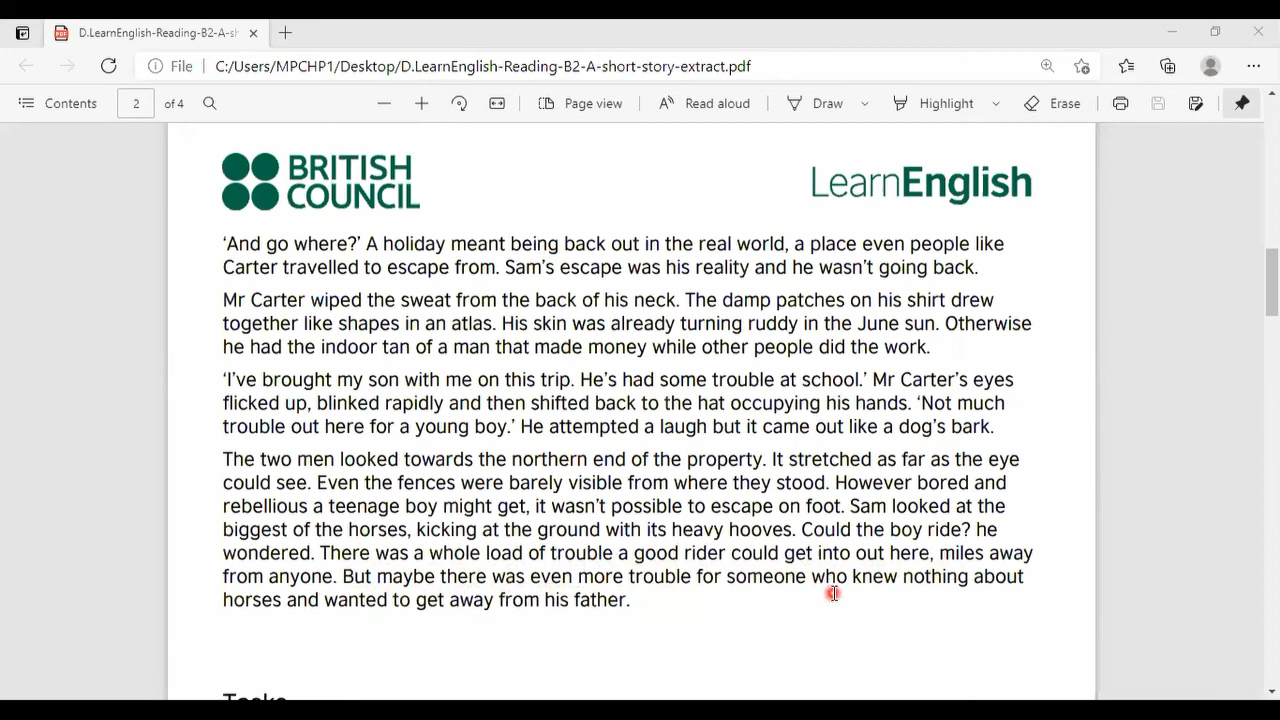 D.LearnEnglish-Reading-B2-A-sh
File
C:/Users/MPCHP1/Desktop/D.LearnEnglish-Reading-B2-A-short-story-extract.pdf
Contents 2 of 4 Page view Read aloud Draw Highlight Erase
BRITISH
COUNCIL
LearnEnglish
‘And go where?’ A holiday meant being back out in the real world, a place even people like
Carter travelled to escape from. Sam’s escape was his reality and he wasn’t going back.
Mr Carter wiped the sweat from the back of his neck. The damp patches on his shirt drew
together like shapes in an atlas. His skin was already turning ruddy in the June sun. Otherwise
he had the indoor tan of a man that made money while other people did the work.
‘I’ve brought my son with me on this trip. He’s had some trouble at school.’ Mr Carter’s eyes
flicked up, blinked rapidly and then shifted back to the hat occupying his hands. ‘Not much
trouble out here for a young boy.’ He attempted a laugh but it came out like a dog’s bark.
The two men looked towards the northern end of the property. It stretched as far as the eye
could see. Even the fences were barely visible from where they stood. However bored and
rebellious a teenage boy might get, it wasn’t possible to escape on foot. Sam looked at the
biggest of the horses, kicking at the ground with its heavy hooves. Could the boy ride? he
wondered. There was a whole load of trouble a good rider could get into out here, miles away
from anyone. But maybe there was even more trouble for someone who knew nothing about
horses and wanted to get away from his father.
Tasks